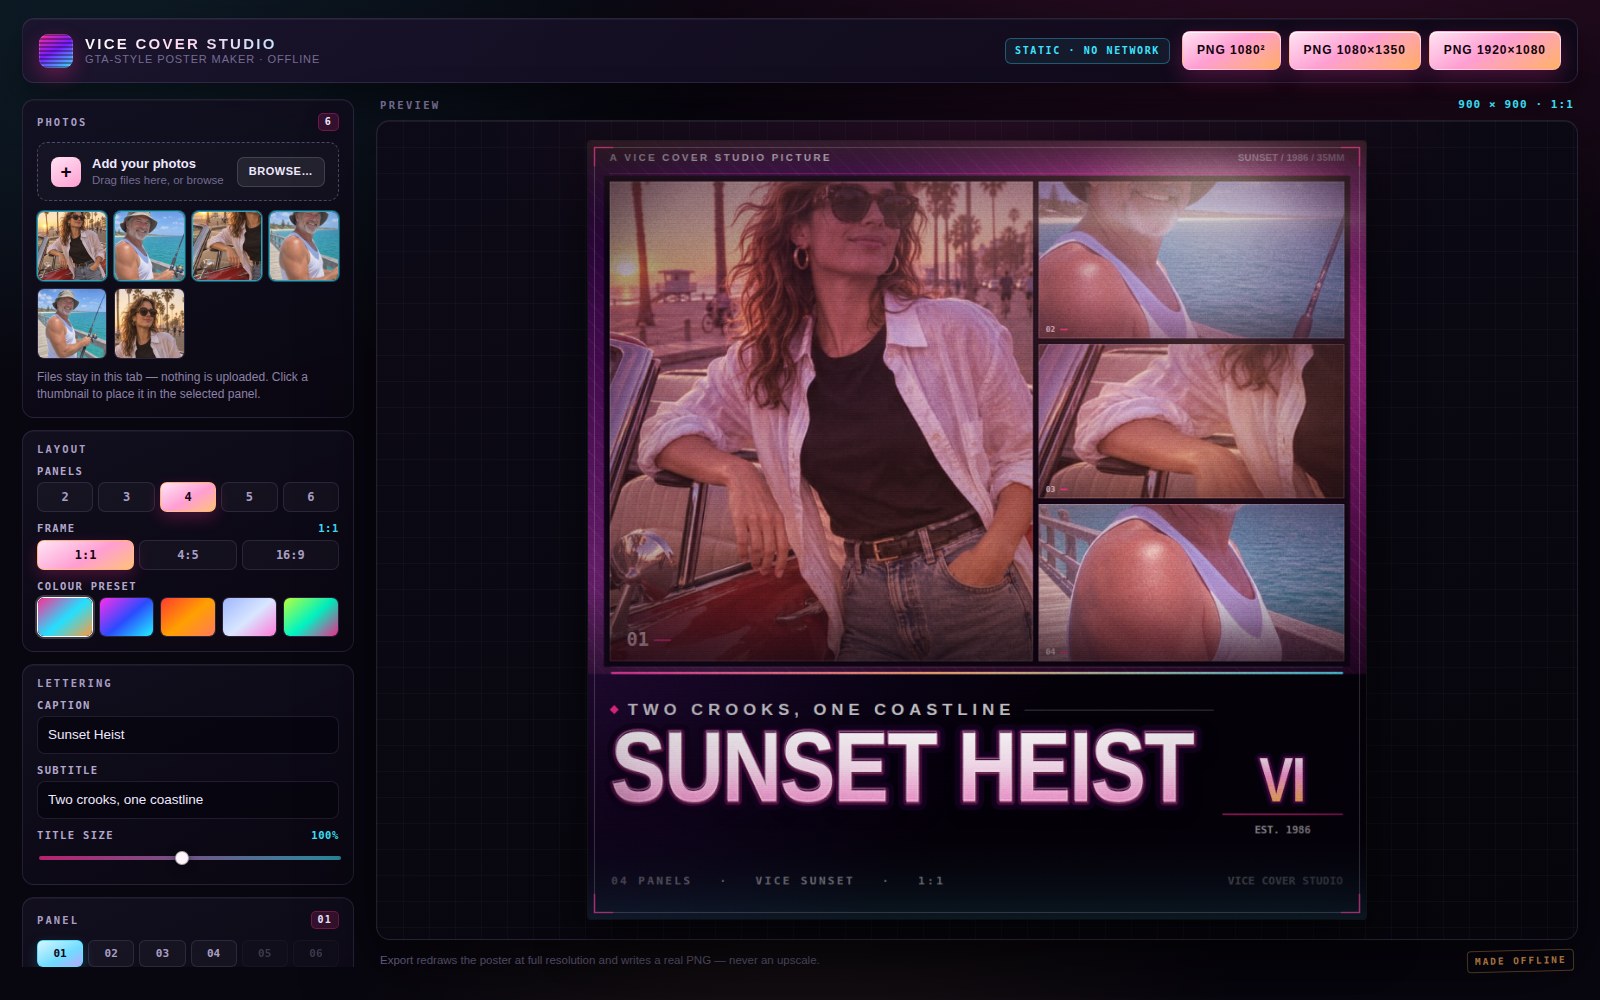 VICE COVER STUDIO
GTA-STYLE POSTER MAKER · OFFLINE
STATIC · NO NETWORK
PNG 1080²
PNG 1080×1350
PNG 1920×1080
PHOTOS
6
+
Add your photos
Drag files here, or browse
BROWSE…
Files stay in this tab — nothing is uploaded. Click a
thumbnail to place it in the selected panel.
LAYOUT
PANELS
2 3 4 5 6
FRAME 1:1
1:1 4:5 16:9
COLOUR PRESET
LETTERING
CAPTION
Sunset Heist
SUBTITLE
Two crooks, one coastline
TITLE SIZE 100%
PANEL 01
01 02 03 04 05 06
PREVIEW
900 × 900 · 1:1
A VICE COVER STUDIO PICTURE
SUNSET / 1986 / 35MM
01
02
03
04
TWO CROOKS, ONE COASTLINE
SUNSET HEIST
VI
EST. 1986
04 PANELS · VICE SUNSET · 1:1
VICE COVER STUDIO
Export redraws the poster at full resolution and writes a real PNG — never an upscale.
MADE OFFLINE